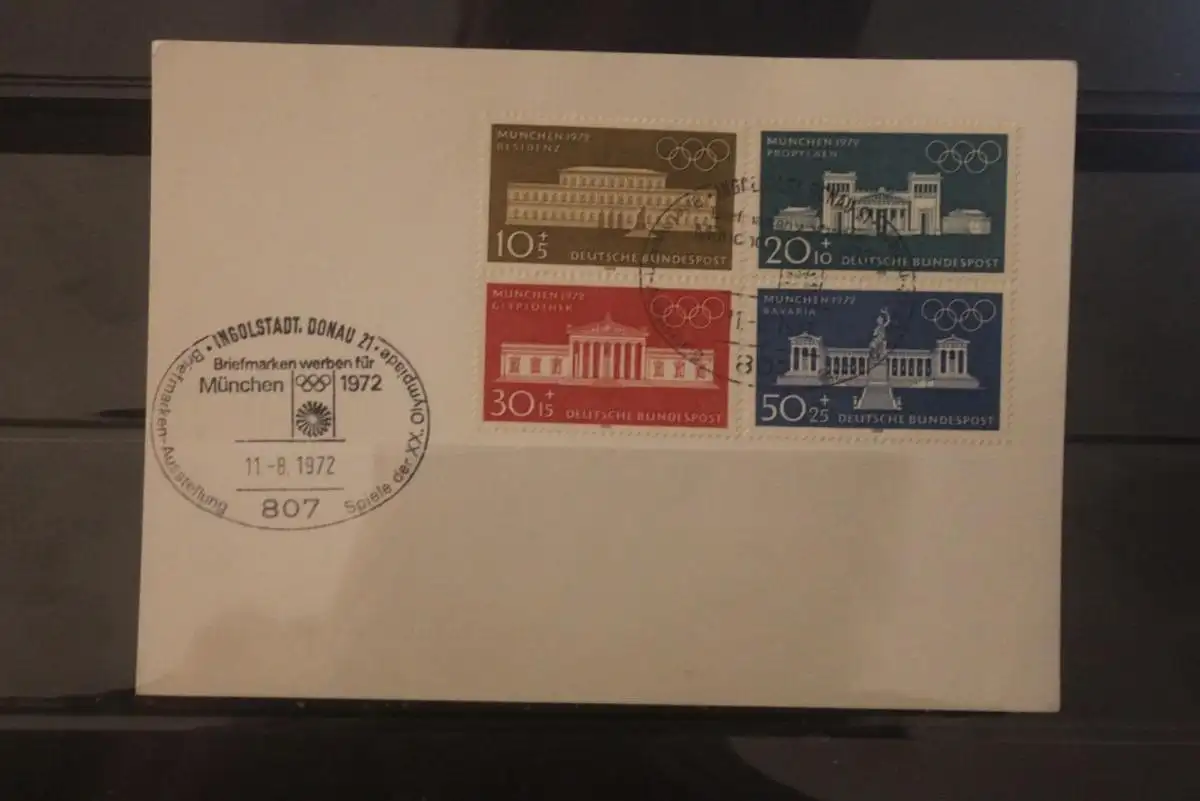 MÜNCHEN 1972
RESIDENZ
10+5 DEUTSCHE BUNDESPOST
MÜNCHEN 1972
PROPYLÄEN
20+10 DEUTSCHE BUNDESPOST
MÜNCHEN 1972
GLYPTOTHEK
30+15 DEUTSCHE BUNDESPOST
MÜNCHEN 1972
BAVARIA
50+25 DEUTSCHE BUNDESPOST
INGOLSTADT, DONAU 21
Briefmarken-Ausstellung
Spiele der XX. Olympiade
Briefmarken werben für
München 1972
11-8.1972
807